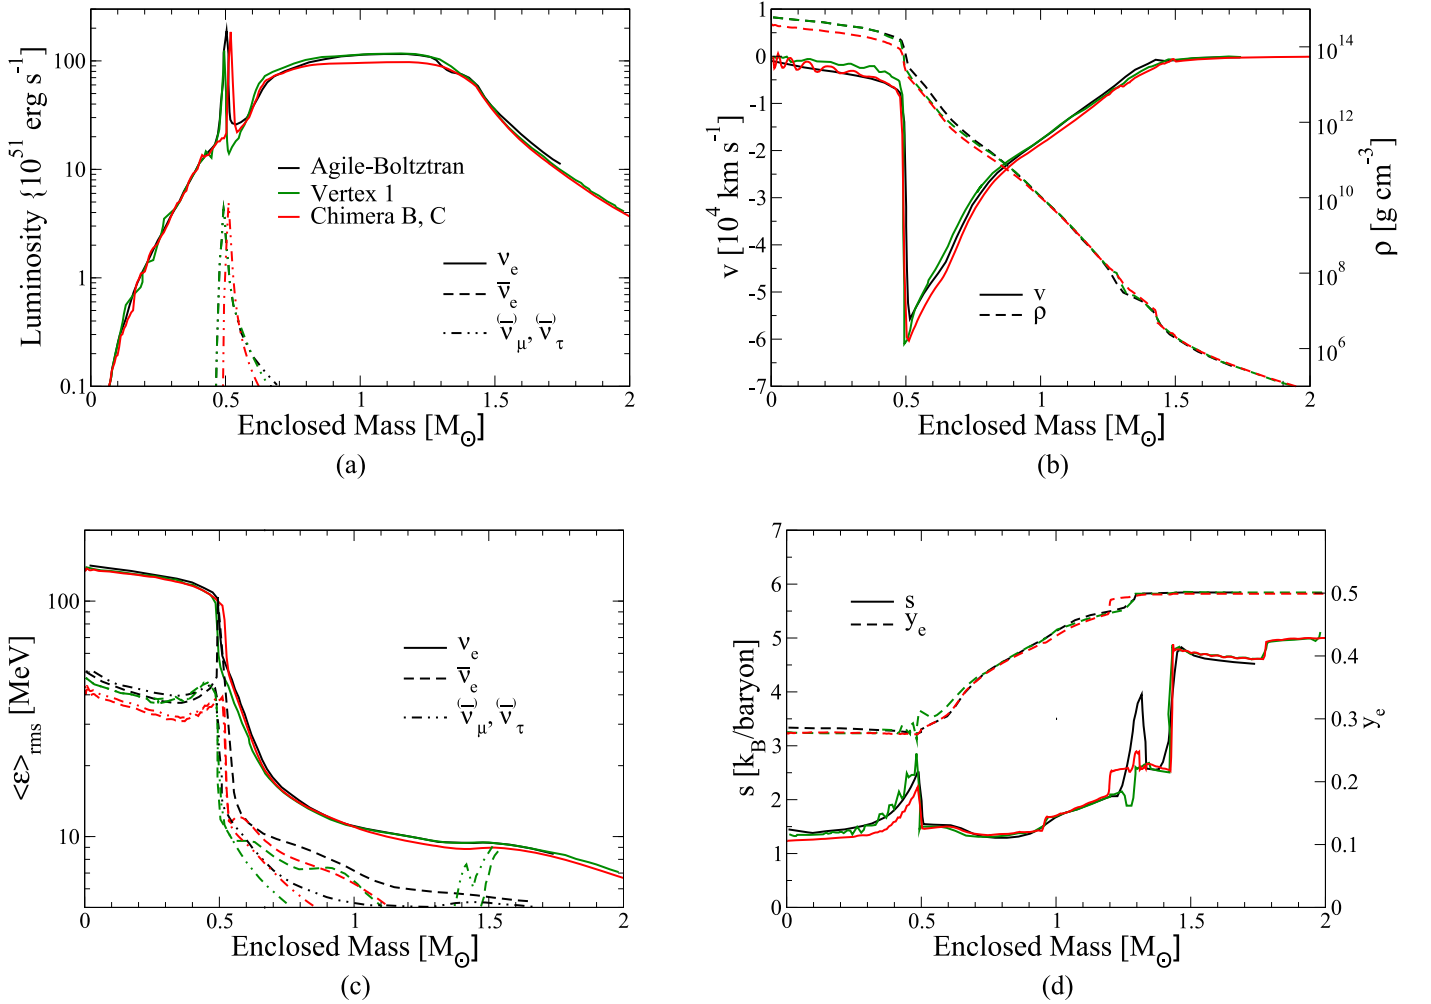 100
10
1
0.1
Luminosity {10^51 erg s^-1}
Agile-Boltztran
Vertex 1
Chimera B, C
ν_e
ν̅_e
(ν̅)_μ, (ν̅)_τ
0 0.5 1 1.5 2
Enclosed Mass [M_⊙]
(a)
1
0
-1
-2
-3
-4
-5
-6
-7
v [10^4 km s^-1]
v
ρ
10^14
10^12
10^10
10^8
10^6
ρ [g cm^-3]
0 0.5 1 1.5 2
Enclosed Mass [M_⊙]
(b)
100
10
<ε>_rms [MeV]
ν_e
ν̅_e
(ν̅)_μ, (ν̅)_τ
0 0.5 1 1.5 2
Enclosed Mass [M_⊙]
(c)
7
6
5
4
3
2
1
0
s [k_B/baryon]
s
y_e
0.5
0.4
0.3
0.2
0.1
0
y_e
0 0.5 1 1.5 2
Enclosed Mass [M_⊙]
(d)